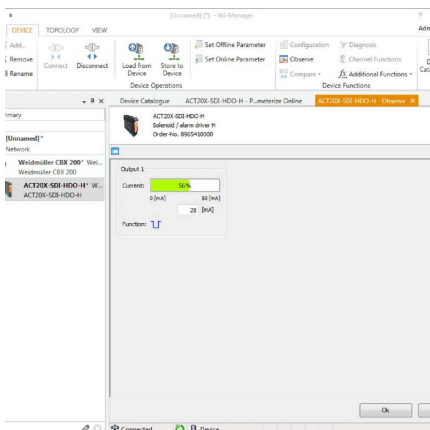 [Unnamed] (*) - WI-Manager
?
DEVICE TOPOLOGY VIEW
Add...
Remove
Rename
Connect
Disconnect
Load from Device
Store to Device
Set Offline Parameter
Set Online Parameter
Device Operations
Configuration
Observe
Compare
Diagnosis
Channel Functions
Additional Functions
Device Functions
Device Catalogue
ACT20X-SDI-HDO-H - P...meterize Online
ACT20X-SDI-HDO-H - Observe
[Unnamed]*
Network
Weidmüller CBX 200* Wei...
Weidmüller CBX 200
ACT20X-SDI-HDO-H* W...
ACT20X-SDI-HDO-H
ACT20X-SDI-HDO-H
Solenoid / alarm driver H
Order-No. 8965410000
Output 1
Current: 56%
0 [mA] 50 [mA]
28 [mA]
Function:
Ok
Connected
Device